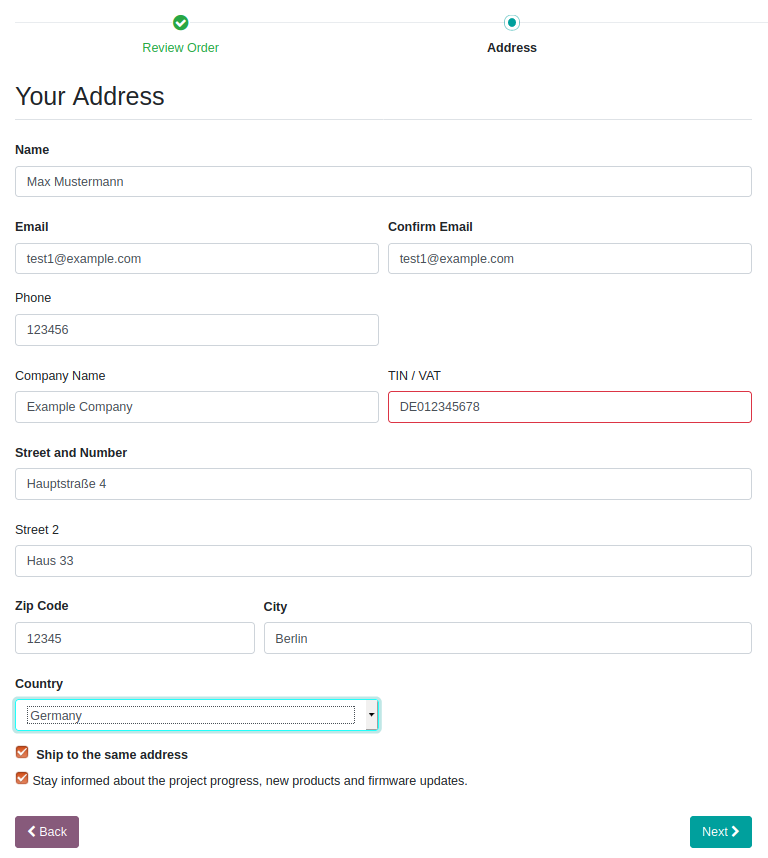 Review Order
Address
Your Address
Name
Max Mustermann
Email
Confirm Email
test1@example.com
test1@example.com
Phone
123456
Company Name
TIN / VAT
Example Company
DE012345678
Street and Number
Hauptstraße 4
Street 2
Haus 33
Zip Code
City
12345
Berlin
Country
Germany
Ship to the same address
Stay informed about the project progress, new products and firmware updates.
Back
Next